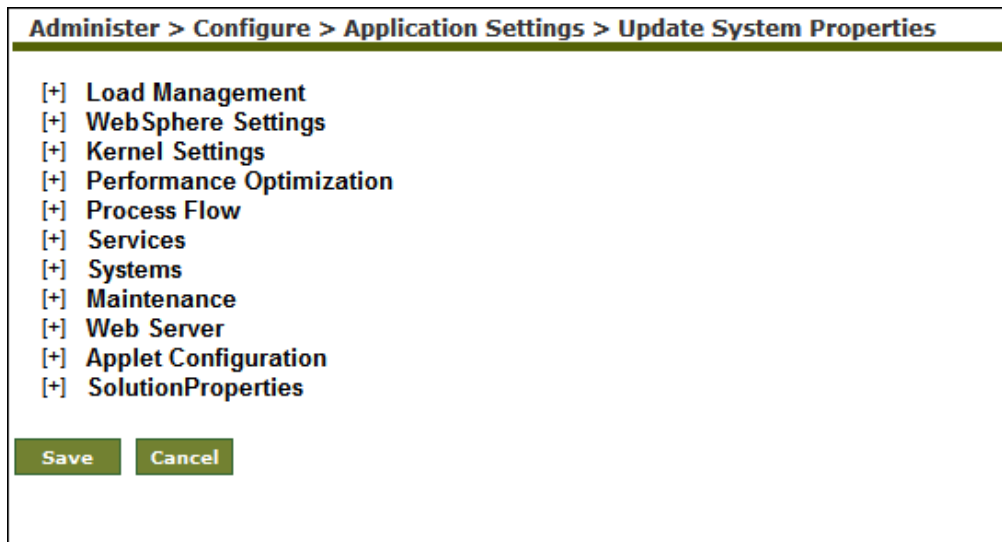 Administer > Configure > Application Settings > Update System Properties
[+] Load Management
[+] WebSphere Settings
[+] Kernel Settings
[+] Performance Optimization
[+] Process Flow
[+] Services
[+] Systems
[+] Maintenance
[+] Web Server
[+] Applet Configuration
[+] SolutionProperties
Save Cancel